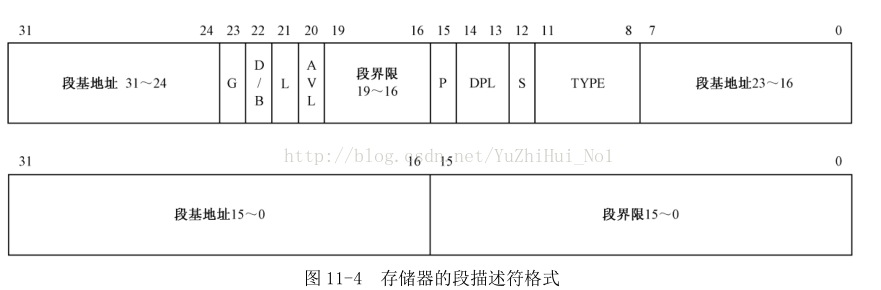 31 24 23 22 21 20 19 16 15 14 13 12 11 8 7 0
段基地址 31～24 G D/B L AVL 段界限 19～16 P DPL S TYPE 段基地址23～16
http://blog.csdn.net/YuZhiHui_No1
31 16 15 0
段基地址15～0 段界限15～0
图 11-4 存储器的段描述符格式